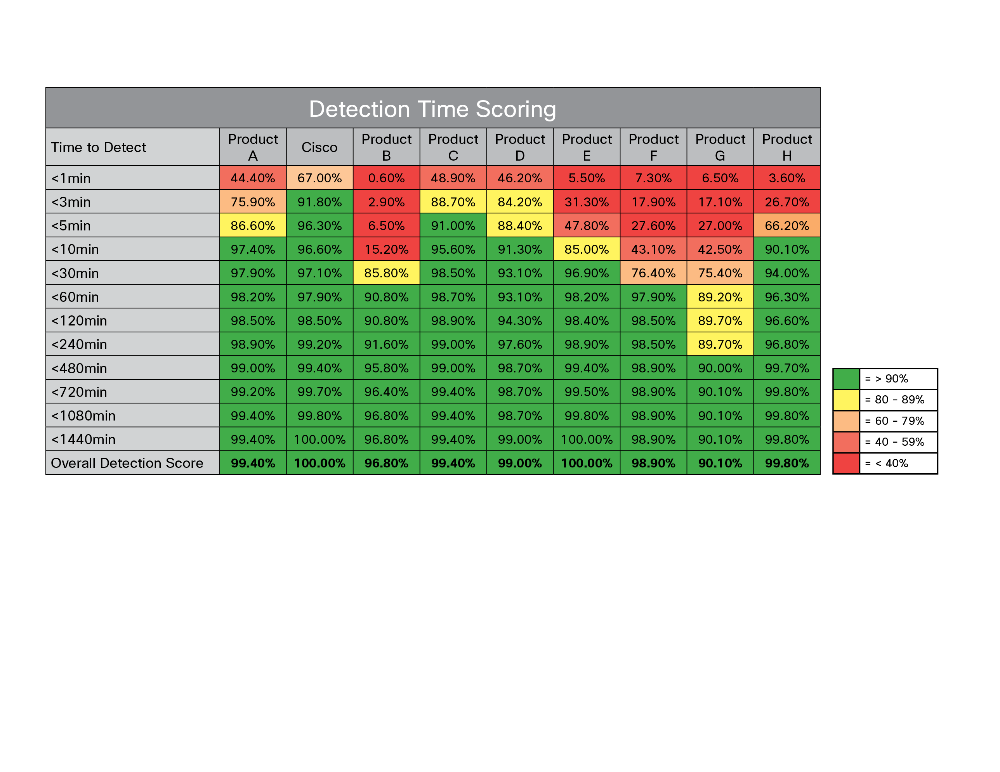 Detection Time Scoring
Time to Detect Product A Cisco Product B Product C Product D Product E Product F Product G Product H
<1min 44.40% 67.00% 0.60% 48.90% 46.20% 5.50% 7.30% 6.50% 3.60%
<3min 75.90% 91.80% 2.90% 88.70% 84.20% 31.30% 17.90% 17.10% 26.70%
<5min 86.60% 96.30% 6.50% 91.00% 88.40% 47.80% 27.60% 27.00% 66.20%
<10min 97.40% 96.60% 15.20% 95.60% 91.30% 85.00% 43.10% 42.50% 90.10%
<30min 97.90% 97.10% 85.80% 98.50% 93.10% 96.90% 76.40% 75.40% 94.00%
<60min 98.20% 97.90% 90.80% 98.70% 93.10% 98.20% 97.90% 89.20% 96.30%
<120min 98.50% 98.50% 90.80% 98.90% 94.30% 98.40% 98.50% 89.70% 96.60%
<240min 98.90% 99.20% 91.60% 99.00% 97.60% 98.90% 98.50% 89.70% 96.80%
<480min 99.00% 99.40% 95.80% 99.00% 98.70% 99.40% 98.90% 90.00% 99.70%
<720min 99.20% 99.70% 96.40% 99.40% 98.70% 99.50% 98.90% 90.10% 99.80%
<1080min 99.40% 99.80% 96.80% 99.40% 98.70% 99.80% 98.90% 90.10% 99.80%
<1440min 99.40% 100.00% 96.80% 99.40% 99.00% 100.00% 98.90% 90.10% 99.80%
Overall Detection Score 99.40% 100.00% 96.80% 99.40% 99.00% 100.00% 98.90% 90.10% 99.80%
= > 90%
= 80 - 89%
= 60 - 79%
= 40 - 59%
= < 40%